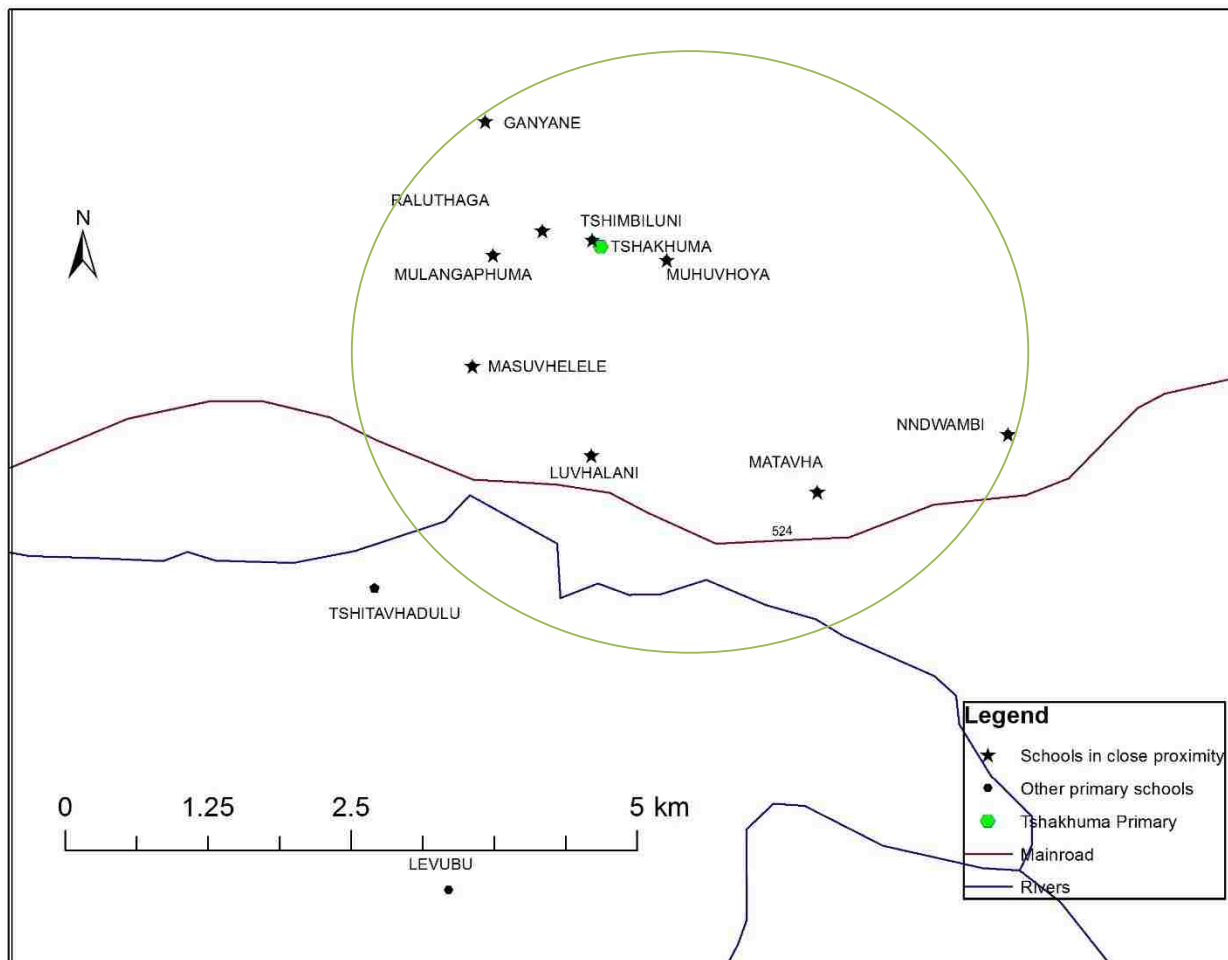 GANYANE
RALUTHAGA
N
TSHIMBILUNI
TSHAKHUMA
MULANGAPHUMA
MUHUVHOYA
MASUVHELELE
NNDWAMBI
MATAVHA
LUVHALANI
524
TSHITAVHADULU
Legend
Schools in close proximity
Other primary schools
Tshakhuma Primary
Mainroad
Rivers
0 1.25 2.5 5 km
LEVUBU